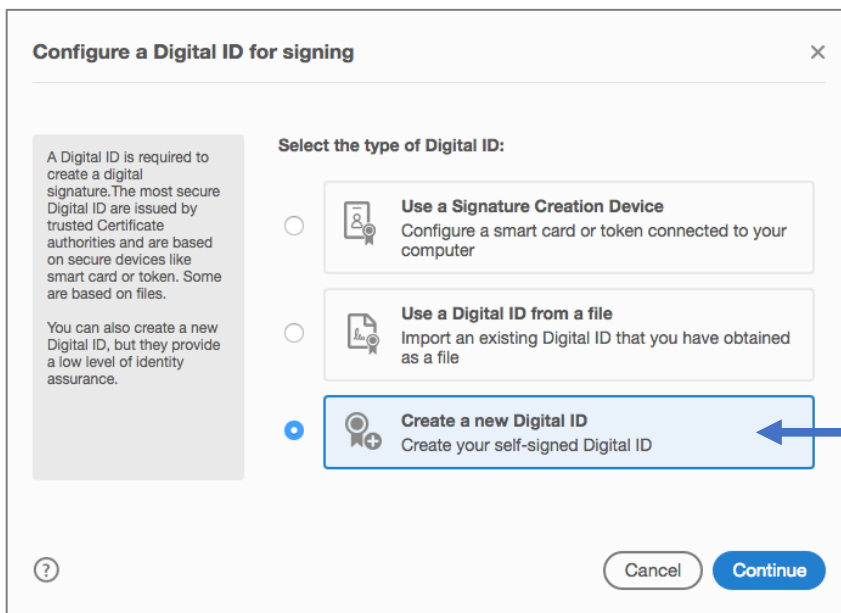 Configure a Digital ID for signing
A Digital ID is required to
create a digital
signature.The most secure
Digital ID are issued by
trusted Certificate
authorities and are based
on secure devices like
smart card or token. Some
are based on files.
You can also create a new
Digital ID, but they provide
a low level of identity
assurance.
Select the type of Digital ID:
Use a Signature Creation Device
Configure a smart card or token connected to your
computer
Use a Digital ID from a file
Import an existing Digital ID that you have obtained
as a file
Create a new Digital ID
Create your self-signed Digital ID
?
Cancel
Continue